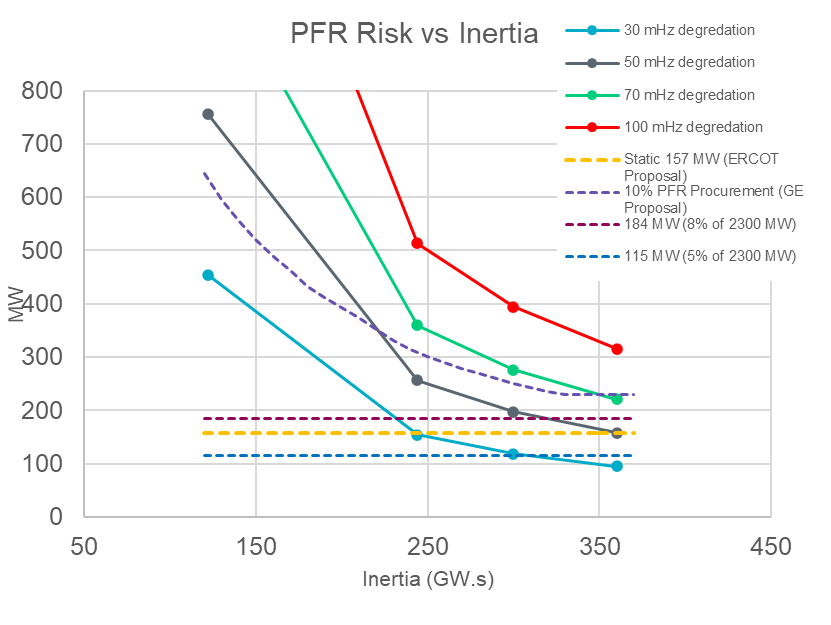 PFR Risk vs Inertia
30 mHz degredation
50 mHz degredation
70 mHz degredation
100 mHz degredation
Static 157 MW (ERCOT
Proposal)
10% PFR Procurement (GE
Proposal)
184 MW (8% of 2300 MW)
115 MW (5% of 2300 MW)
800
700
600
500
400
300
200
100
0
MW
50
150
250
350
450
Inertia (GW.s)